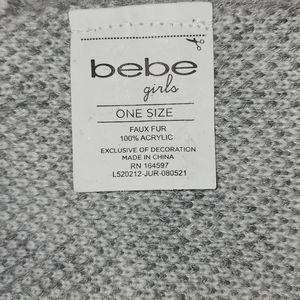 bebe
girls
ONE SIZE
FAUX FUR
100% ACRYLIC
EXCLUSIVE OF DECORATION
MADE IN CHINA
RN 164597
L520212-JUR-080521